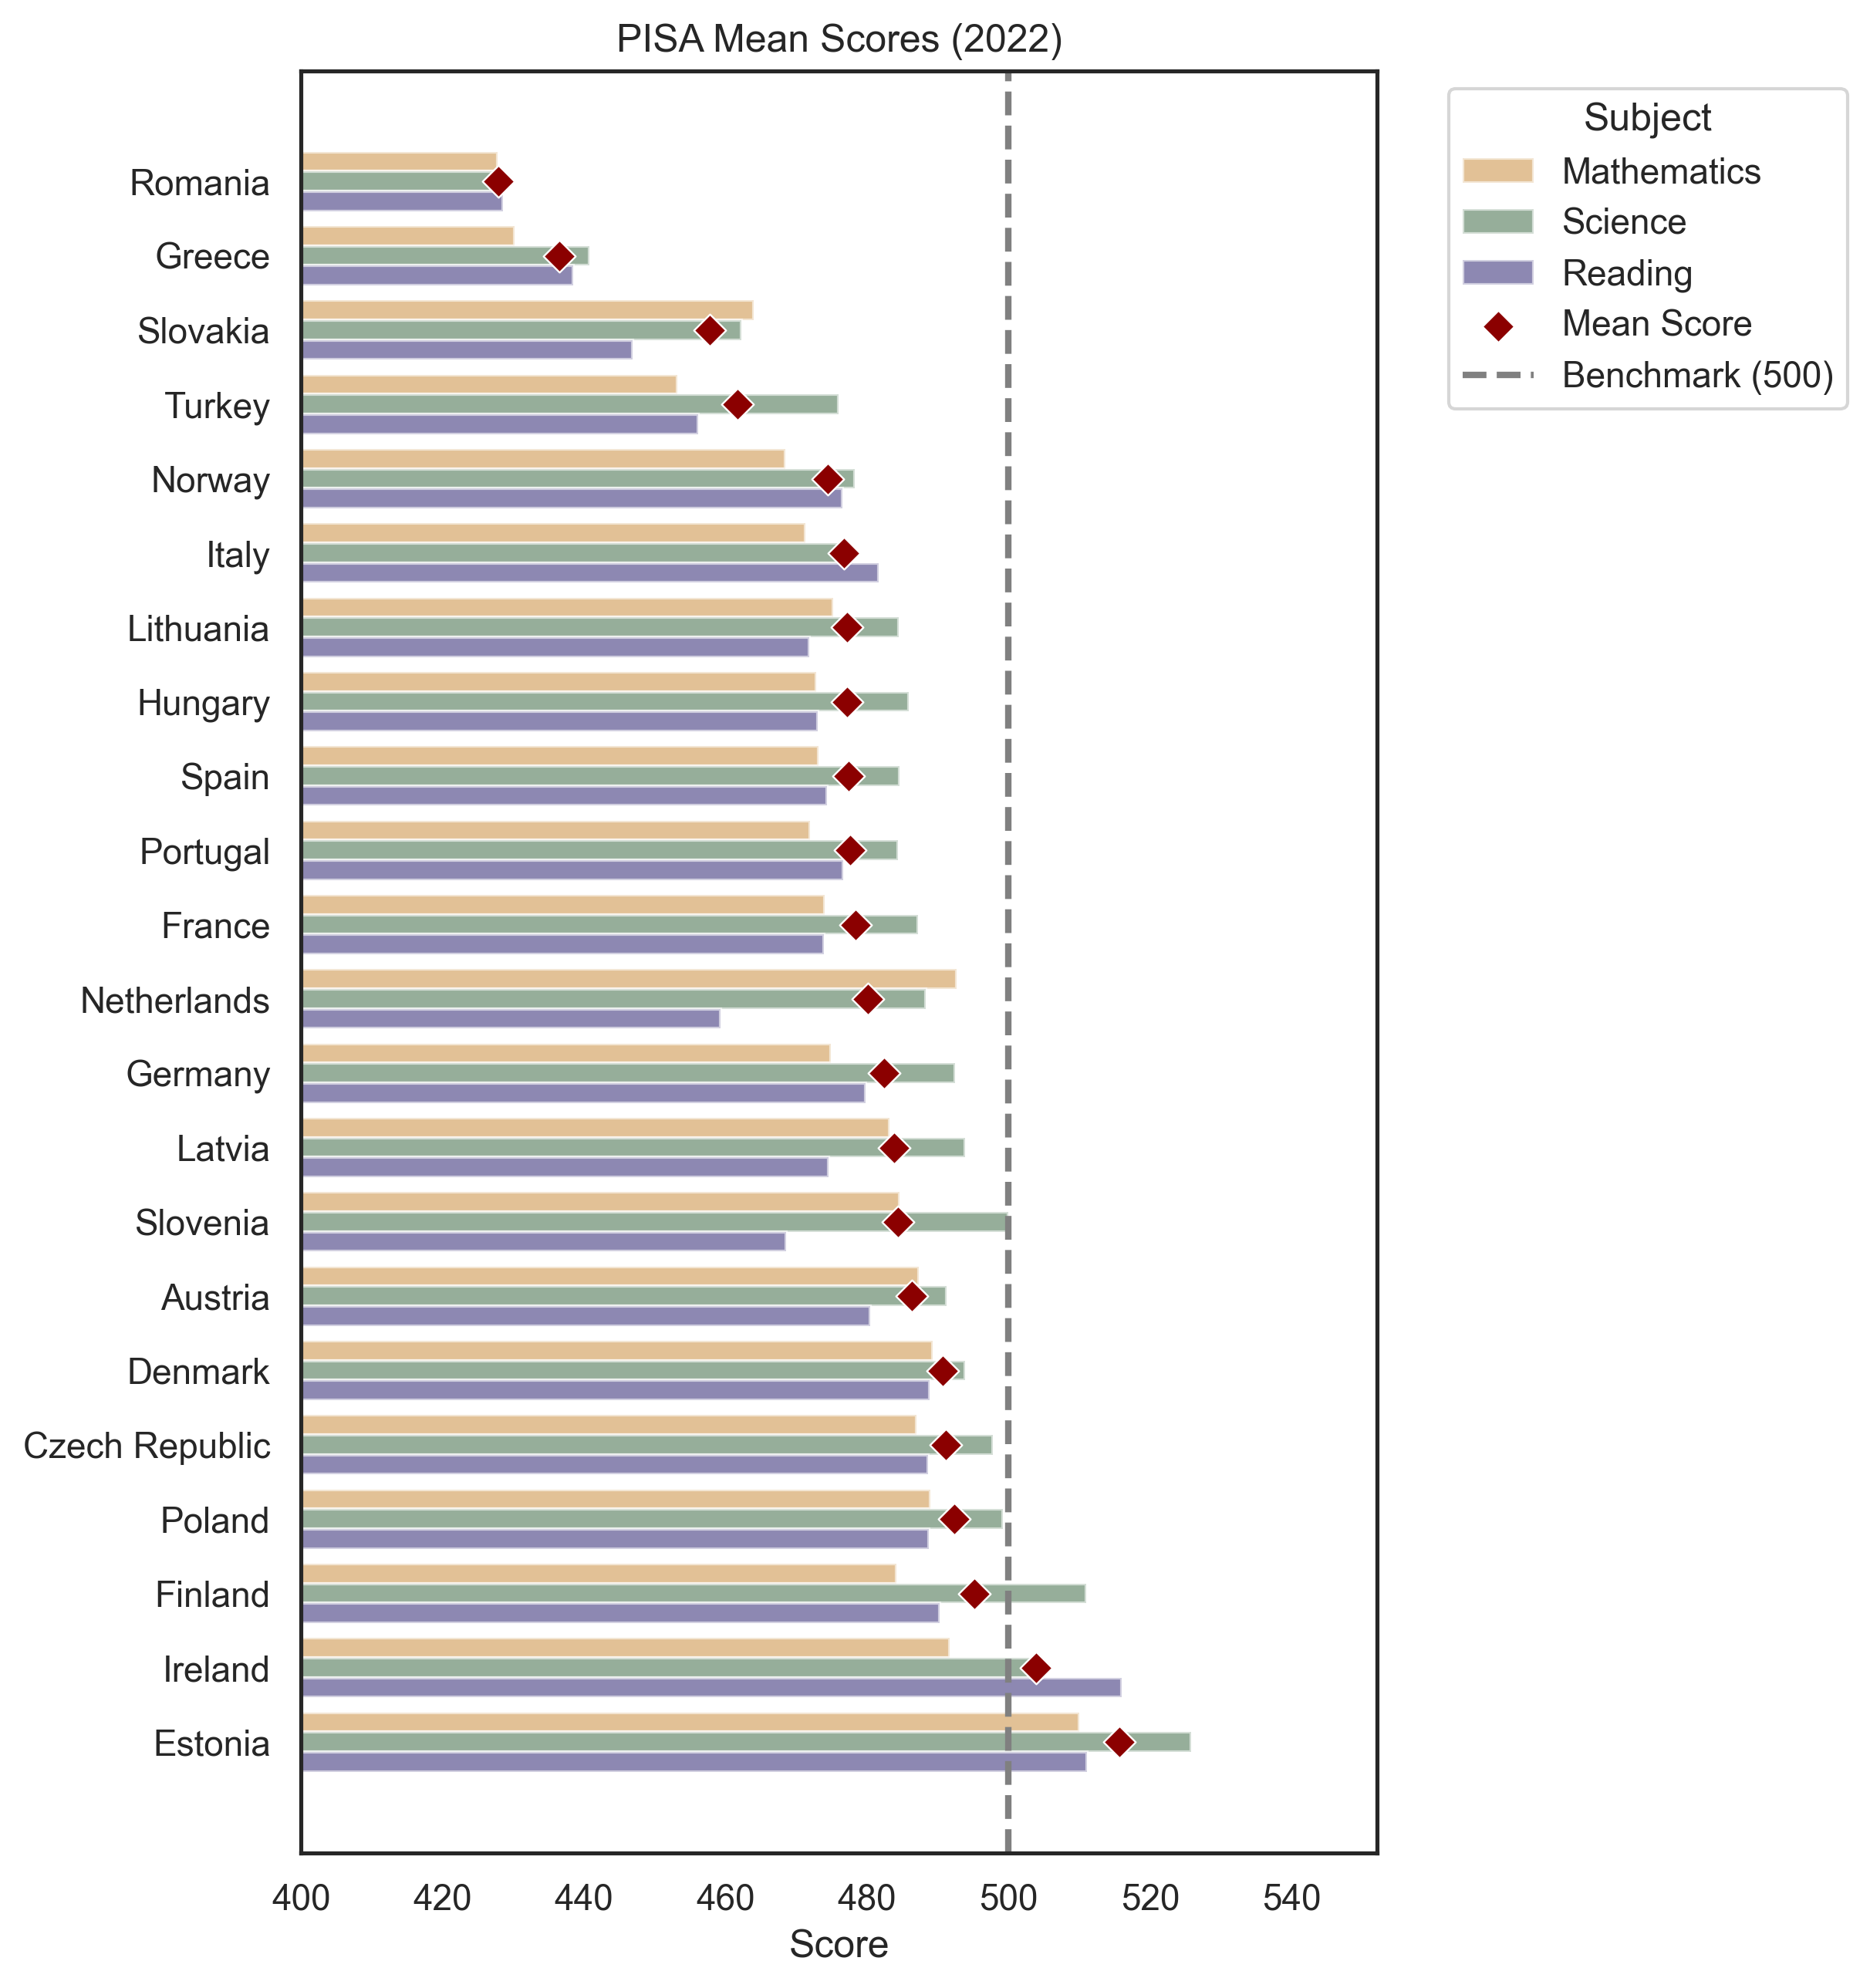 PISA Mean Scores (2022)
Subject
Mathematics
Science
Reading
Mean Score
Benchmark (500)
Romania
Greece
Slovakia
Turkey
Norway
Italy
Lithuania
Hungary
Spain
Portugal
France
Netherlands
Germany
Latvia
Slovenia
Austria
Denmark
Czech Republic
Poland
Finland
Ireland
Estonia
400 420 440 460 480 500 520 540
Score